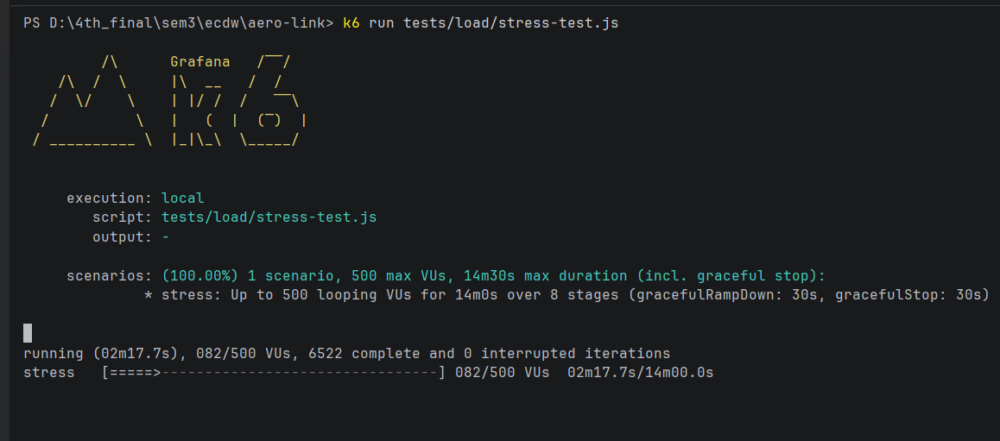 PS D:\4th_final\sem3\ecdw\aero-link> k6 run tests/load/stress-test.js
         /\      Grafana   /‾‾/
    /\  /  \     |\  __   /  /
   /  \/    \    | |/ /  /   ‾‾\
  /          \   |   (  |  (‾)  |
 / __________ \  |_|\_\  \_____/
execution: local
script: tests/load/stress-test.js
output: -
scenarios: (100.00%) 1 scenario, 500 max VUs, 14m30s max duration (incl. graceful stop):
* stress: Up to 500 looping VUs for 14m0s over 8 stages (gracefulRampDown: 30s, gracefulStop: 30s)
running (02m17.7s), 082/500 VUs, 6522 complete and 0 interrupted iterations
stress   [=====>--------------------------------] 082/500 VUs  02m17.7s/14m00.0s